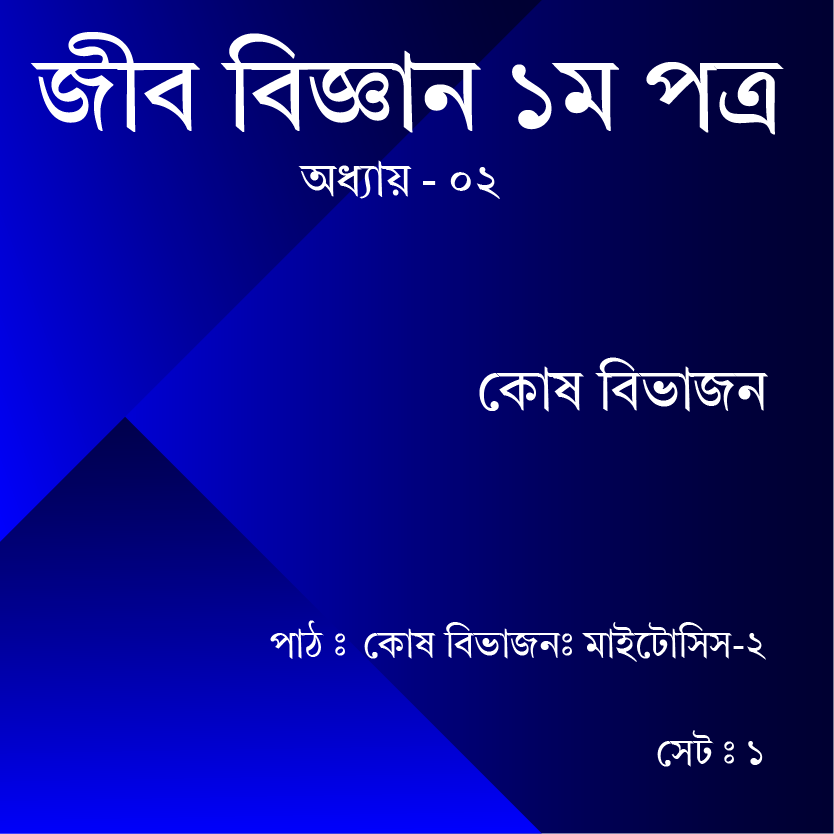 জীব বিজ্ঞান ১ম পত্র
অধ্যায় - ০২
কোষ বিভাজন
পাঠ ঃ কোষ বিভাজনঃ মাইটোসিস-২
সেট ঃ ১